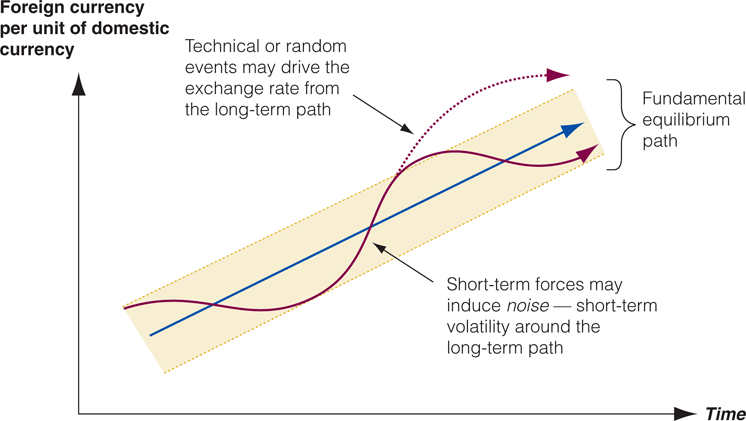 Foreign currency
per unit of domestic
currency
Technical or random
events may drive the
exchange rate from
the long-term path
Fundamental
equilibrium
path
Short-term forces may
induce noise — short-term
volatility around the
long-term path
Time